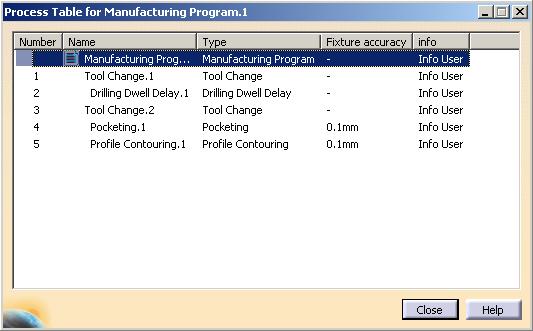 Process Table for Manufacturing Program.1
Number Name Type Fixture accuracy info
Manufacturing Prog... Manufacturing Program - Info User
1 Tool Change.1 Tool Change - Info User
2 Drilling Dwell Delay.1 Drilling Dwell Delay - Info User
3 Tool Change.2 Tool Change - Info User
4 Pocketing.1 Pocketing 0.1mm Info User
5 Profile Contouring.1 Profile Contouring 0.1mm Info User
Close Help